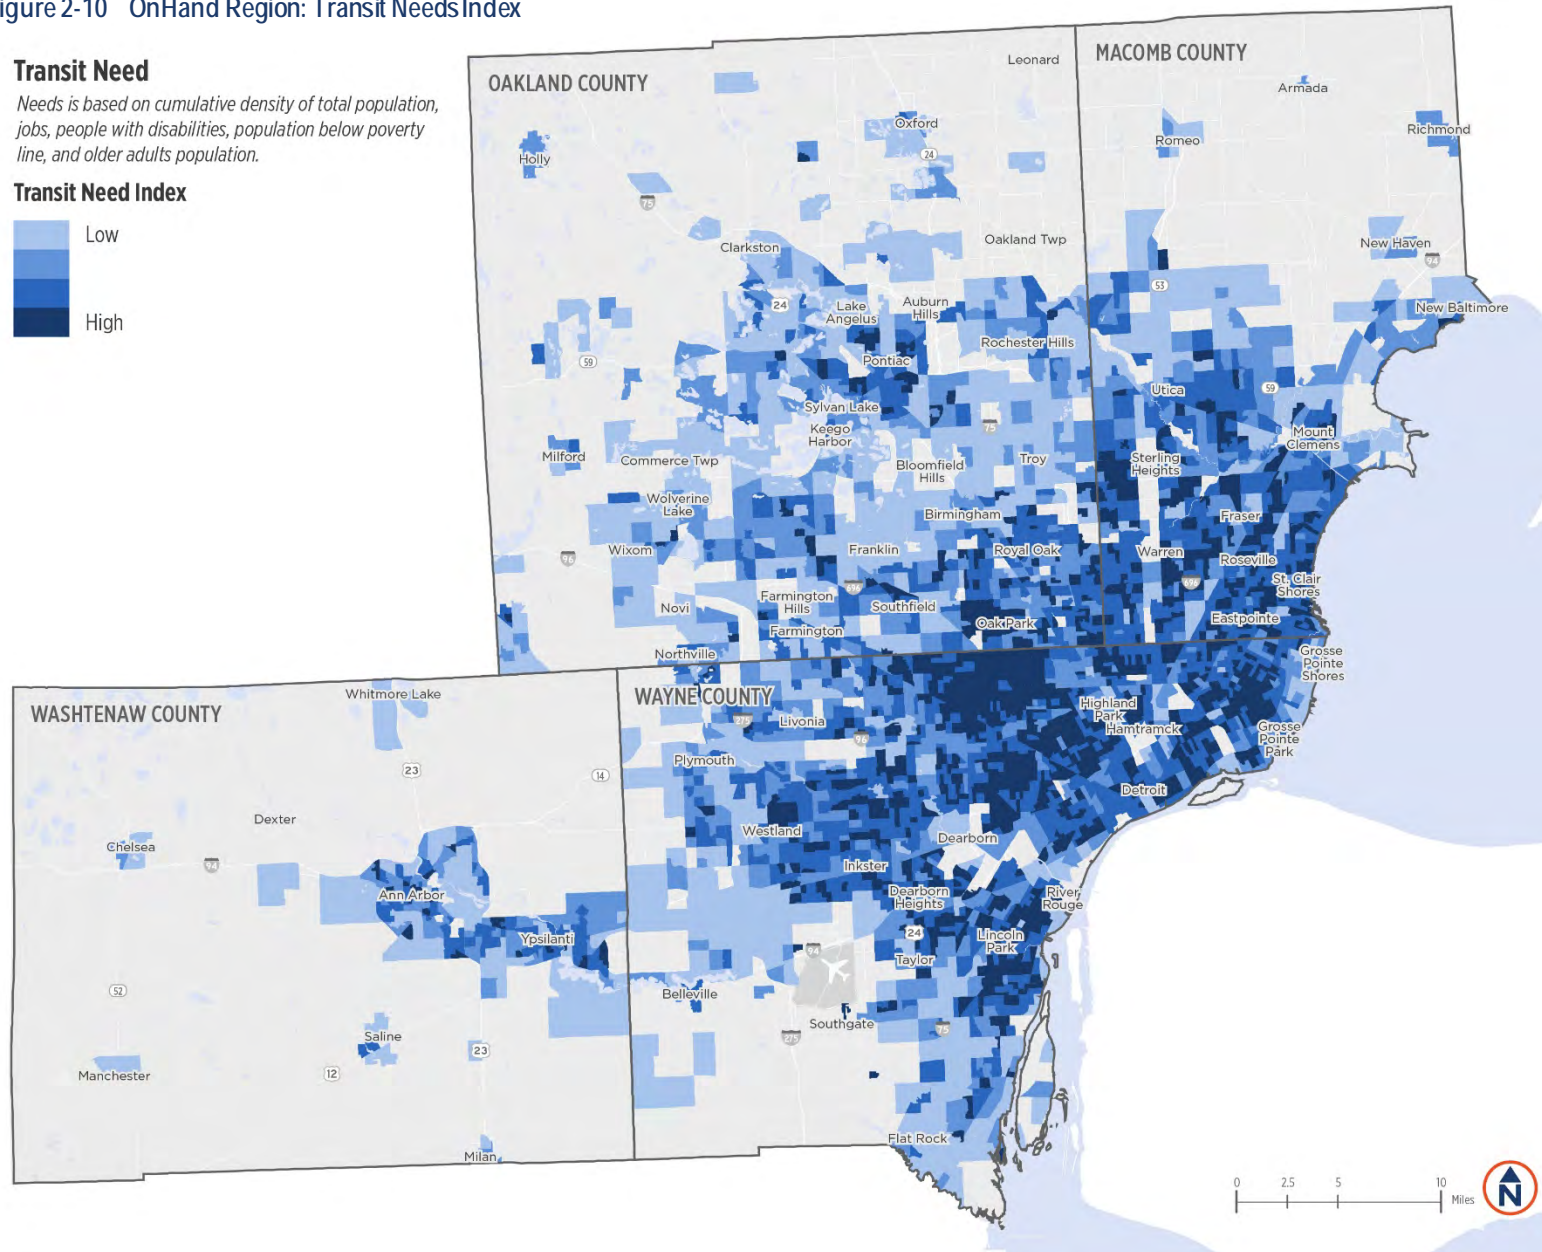 igure 2-10 OnHand Region: Transit Needs Index
Transit Need
Needs is based on cumulative density of total population,
jobs, people with disabilities, population below poverty
line, and older adults population.
Transit Need Index
Low
High
OAKLAND COUNTY
MACOMB COUNTY
Leonard
Armada
Holly
Oxford
24
Romeo
Richmond
75
Clarkston
Oakland Twp
New Haven
94
53
24
Lake
Angelus
Auburn
Hills
New Baltimore
59
Pontiac
Rochester Hills
Utica
59
Sylvan Lake
Keego
Harbor
75
Mount
Clemens
Milford
Commerce Twp
Bloomfield
Hills
Troy
Sterling
Heights
Wolverine
Lake
Birmingham
Fraser
96
Wixom
Franklin
Royal Oak
Warren
Roseville
696
696
St. Clair
Shores
Novi
Farmington
Hills
Southfield
Oak Park
Eastpointe
Farmington
Northville
Grosse
Pointe
Shores
WASHTENAW COUNTY
Whitmore Lake
WAYNE COUNTY
275
Livonia
96
Highland
Park
Hamtramck
Grosse
Pointe
Park
23
14
Plymouth
Detroit
Dexter
Chelsea
94
Westland
Dearborn
Ann Arbor
Inkster
Dearborn
Heights
River
Rouge
Ypsilanti
24
Lincoln
Park
94
Taylor
52
Belleville
Southgate
75
275
Saline
23
12
Manchester
Milan
Flat Rock
0 2.5 5 10
Miles
N